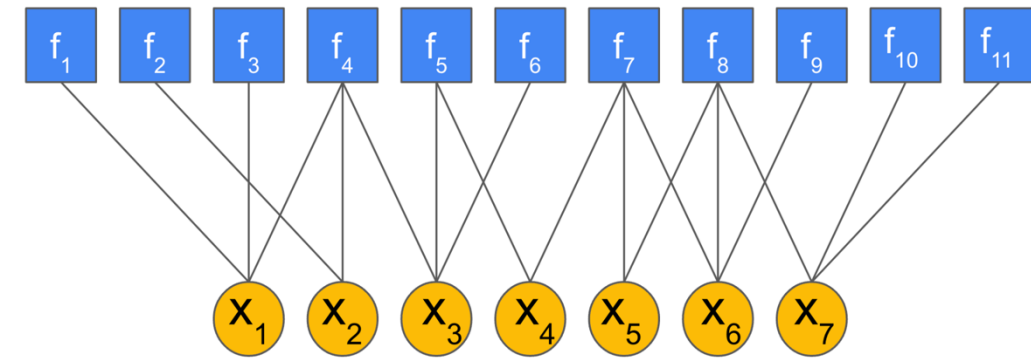 f₁ f₂ f₃ f₄ f₅ f₆ f₇ f₈ f₉ f₁₀ f₁₁
X₁ X₂ X₃ X₄ X₅ X₆ X₇